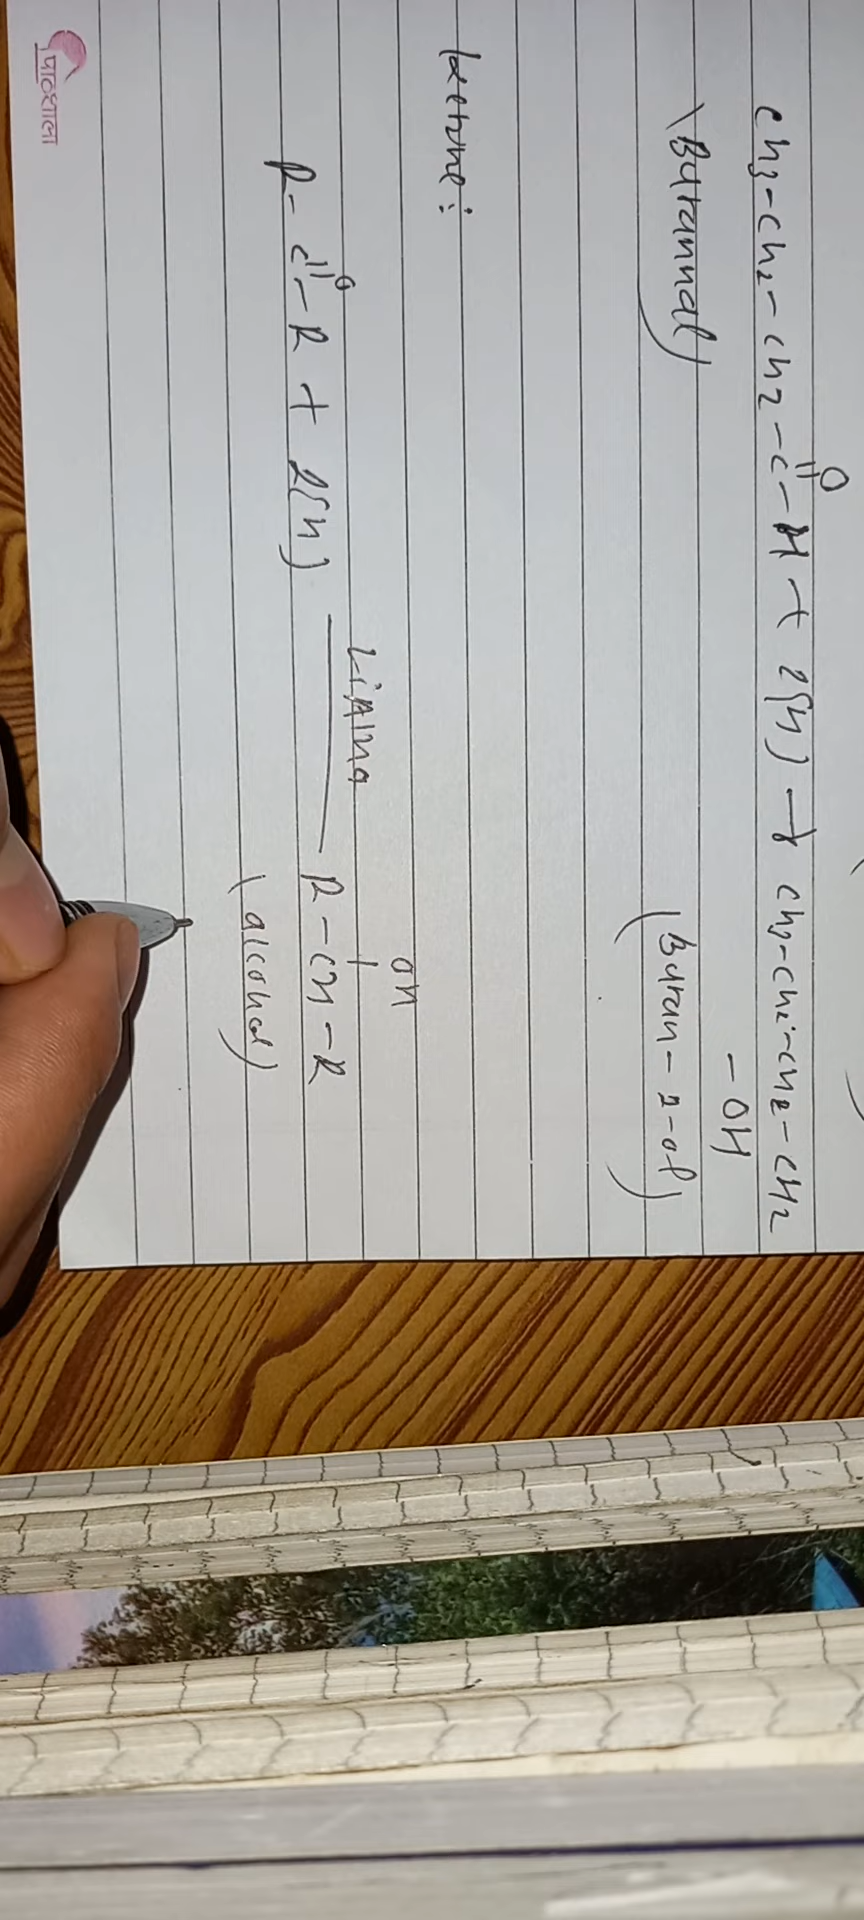 O
||
CH3-CH2-CH2-C-H + 2[H] → CH3-CH2-CH2-CH2
-OH
(Butannal) (Butan-1-ol)
Ketone:
LiAlH4
O OH
|| |
R-C-R + 2[H] —— R-CH-R
(alcohol)
पाठशाला